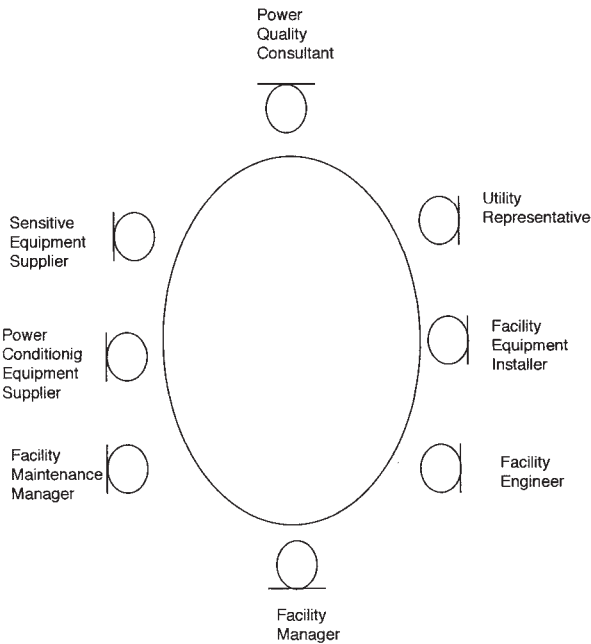 Power
Quality
Consultant
Sensitive
Equipment
Supplier
Utility
Representative
Power
Conditionig
Equipment
Supplier
Facility
Equipment
Installer
Facility
Maintenance
Manager
Facility
Engineer
Facility
Manager